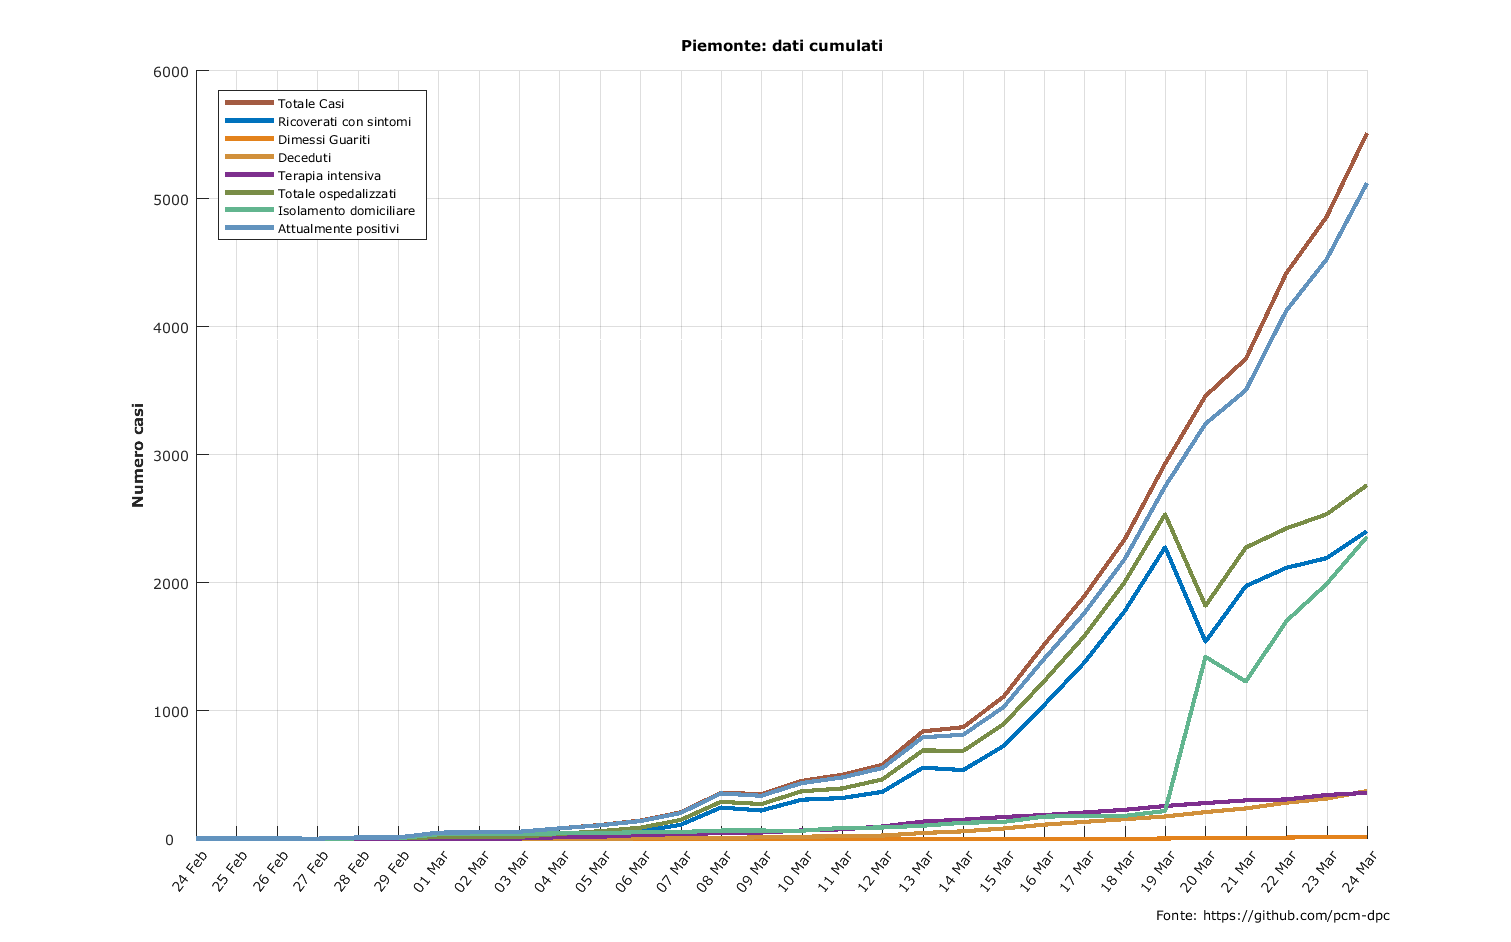 Piemonte: dati cumulati
6000
5000
4000
3000
2000
1000
0
Numero casi
Totale Casi
Ricoverati con sintomi
Dimessi Guariti
Deceduti
Terapia intensiva
Totale ospedalizzati
Isolamento domiciliare
Attualmente positivi
24 Feb
25 Feb
26 Feb
27 Feb
28 Feb
29 Feb
01 Mar
02 Mar
03 Mar
04 Mar
05 Mar
06 Mar
07 Mar
08 Mar
09 Mar
10 Mar
11 Mar
12 Mar
13 Mar
14 Mar
15 Mar
16 Mar
17 Mar
18 Mar
19 Mar
20 Mar
21 Mar
22 Mar
23 Mar
24 Mar
Fonte: https://github.com/pcm-dpc